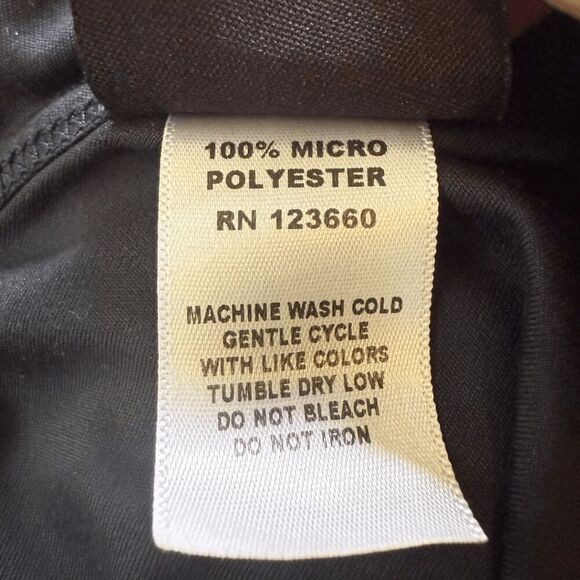 100% MICRO
POLYESTER
RN 123660
MACHINE WASH COLD
GENTLE CYCLE
WITH LIKE COLORS
TUMBLE DRY LOW
DO NOT BLEACH
DO NOT IRON